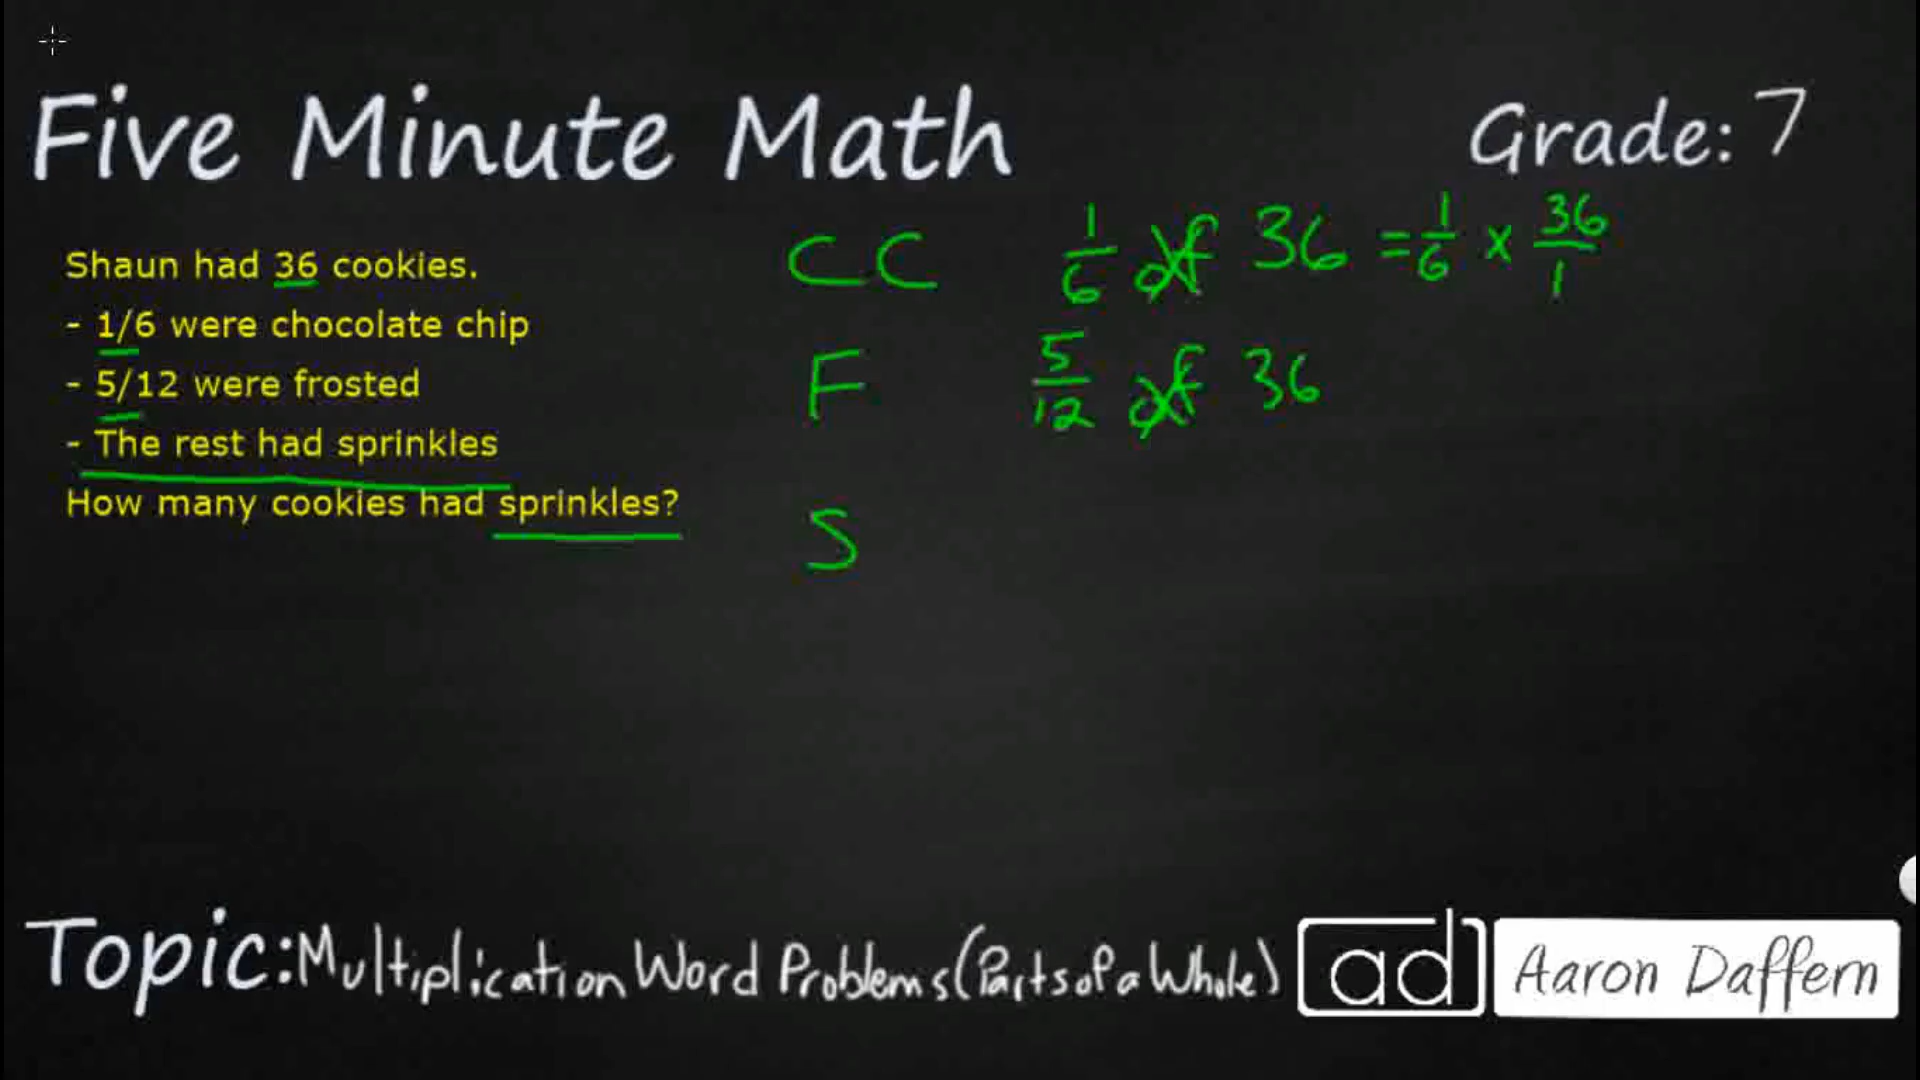 Five Minute Math
Grade: 7
Shaun had 36 cookies.
- 1/6 were chocolate chip
- 5/12 were frosted
- The rest had sprinkles
How many cookies had sprinkles?
CC 1/6 of 36 = 1/6 x 36/1
F 5/12 of 36
S
Topic: Multiplication Word Problems (Parts of a Whole)
ad Aaron Daffern